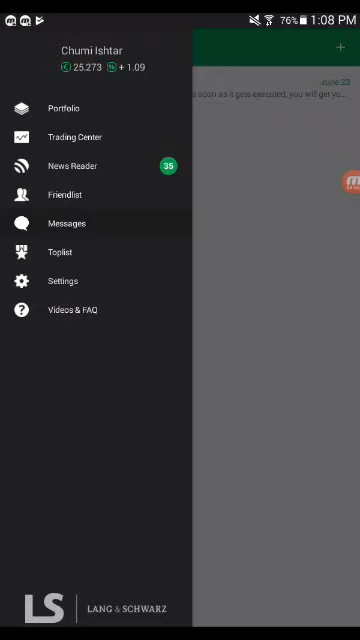 76% 1:08 PM
Chumi Ishtar
€ 25.273 % + 1.09
+
June 23
soon as it gets executed, you will get yo...
Portfolio
Trading Center
News Reader 35
Friendlist
Messages
Toplist
Settings
? Videos & FAQ
LS LANG & SCHWARZ